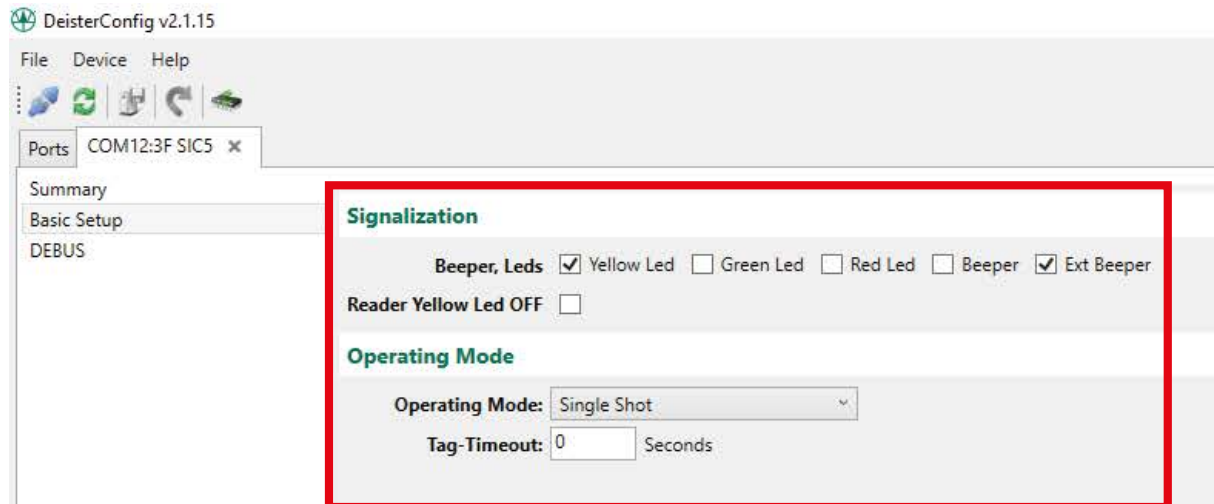 DeisterConfig v2.1.15
File Device Help
Ports COM12:3F SIC5
Summary
Basic Setup
DEBUS
Signalization
Beeper, Leds Yellow Led Green Led Red Led Beeper Ext Beeper
Reader Yellow Led OFF
Operating Mode
Operating Mode: Single Shot
Tag-Timeout: 0 Seconds